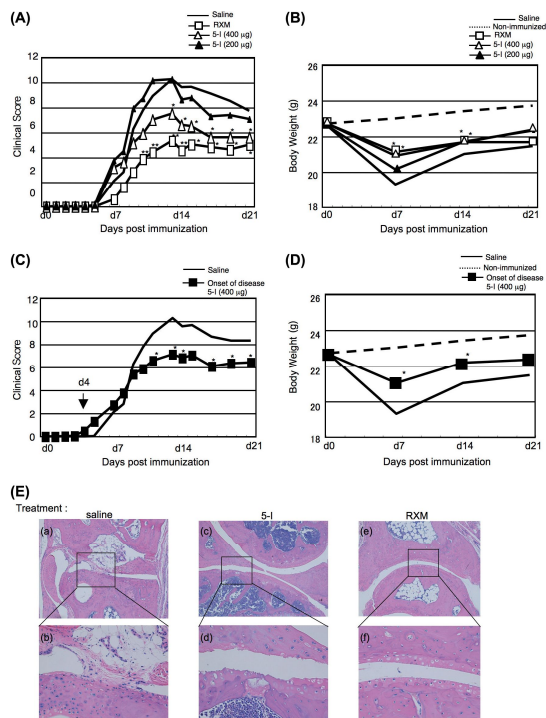 (A)
Saline
RXM
5-I (400 µg)
5-I (200 µg)
Clinical Score
12
10
8
6
4
2
0
d0
d7
d14
d21
Days post immunization
(B)
Saline
Non-immunized
RXM
5-I (400 µg)
5-I (200 µg)
Body Weight (g)
26
24
22
20
18
d0
d7
d14
d21
Days post immunization
(C)
Saline
Onset of disease
5-I (400 µg)
Clinical Score
12
10
8
6
4
2
0
d4
d0
d7
d14
d21
Days post immunization
(D)
Saline
Non-immunized
Onset of disease
5-I (400 µg)
Body Weight (g)
26
24
22
20
18
d0
d7
d14
d21
Days post immunization
(E)
Treatment :
saline
5-I
RXM
(a)
(c)
(e)
(b)
(d)
(f)